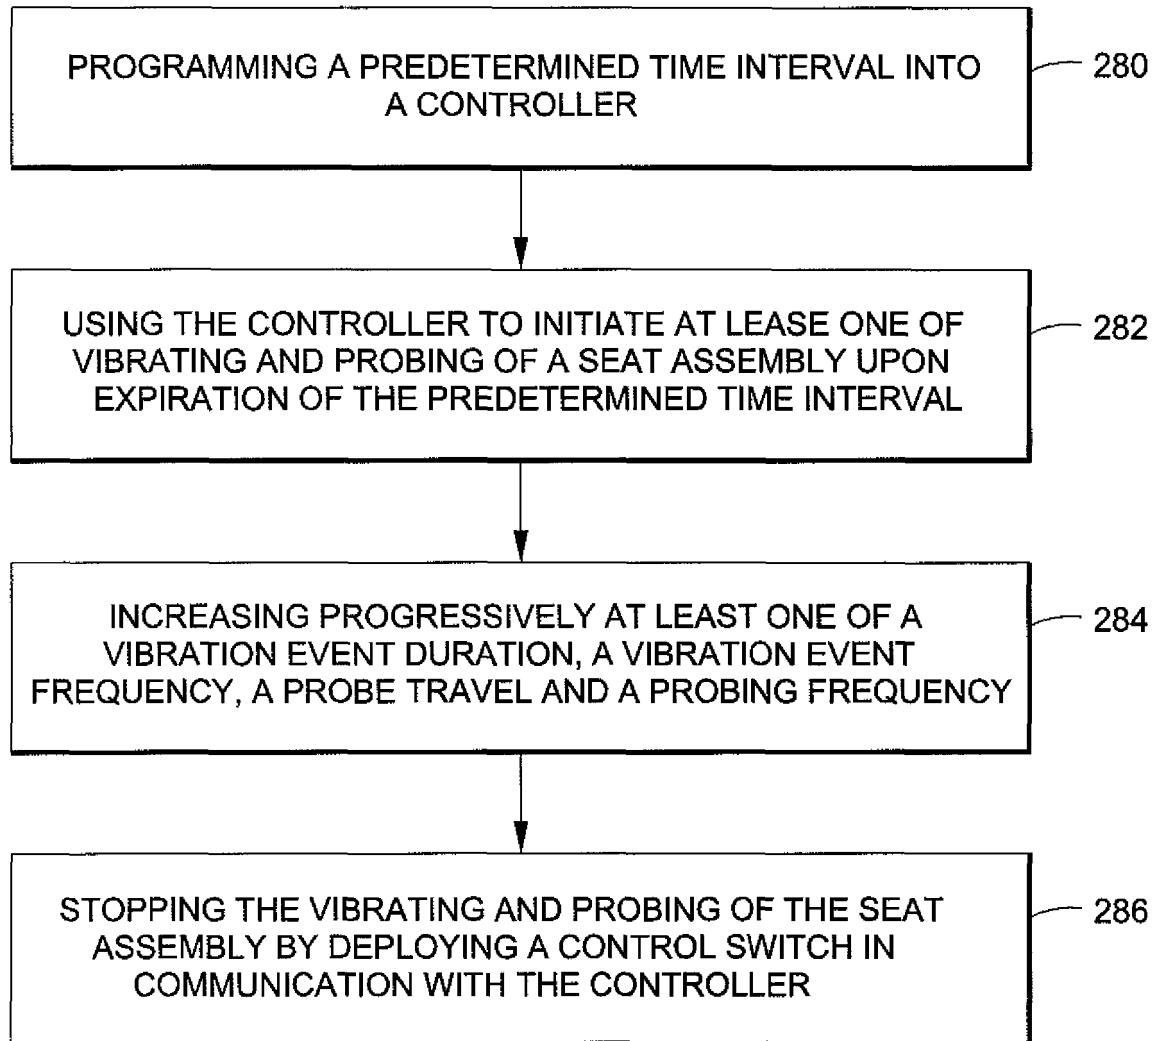 PROGRAMMING A PREDETERMINED TIME INTERVAL INTO
A CONTROLLER
280
USING THE CONTROLLER TO INITIATE AT LEASE ONE OF
VIBRATING AND PROBING OF A SEAT ASSEMBLY UPON
EXPIRATION OF THE PREDETERMINED TIME INTERVAL
282
INCREASING PROGRESSIVELY AT LEAST ONE OF A
VIBRATION EVENT DURATION, A VIBRATION EVENT
FREQUENCY, A PROBE TRAVEL AND A PROBING FREQUENCY
284
STOPPING THE VIBRATING AND PROBING OF THE SEAT
ASSEMBLY BY DEPLOYING A CONTROL SWITCH IN
COMMUNICATION WITH THE CONTROLLER
286